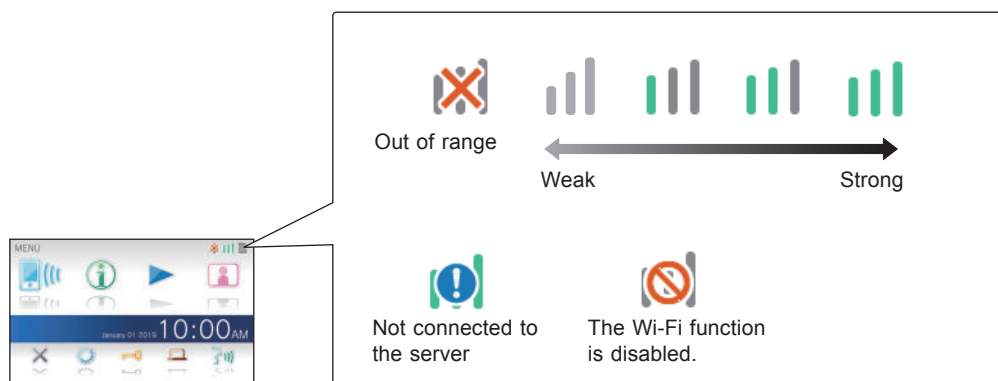 Out of range
Weak
Strong
MENU
January 01 2019 10:00AM
Not connected to
the server
The Wi-Fi function
is disabled.